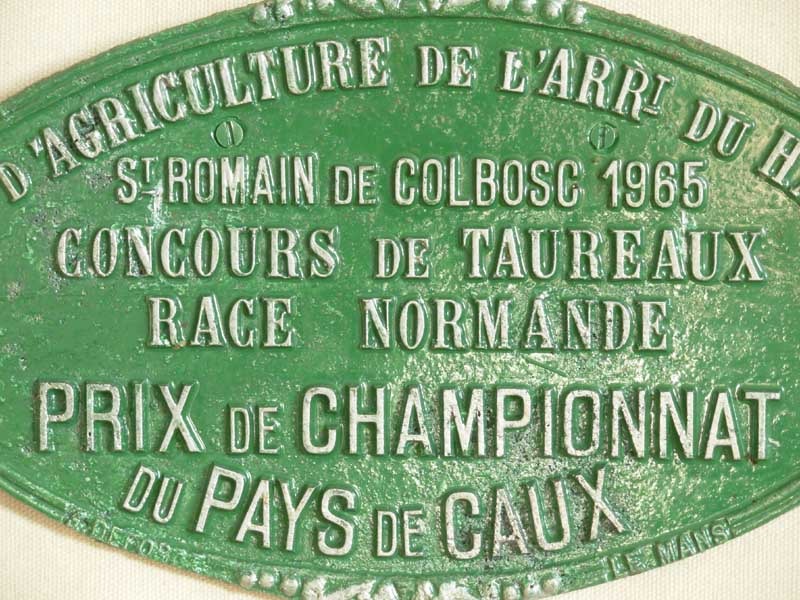 D'AGRICULTURE DE L'ARRT DU HA
ST ROMAIN DE COLBOSC 1965
CONCOURS DE TAUREAUX
RACE NORMANDE
PRIX DE CHAMPIONNAT
DU PAYS DE CAUX
LE MANS